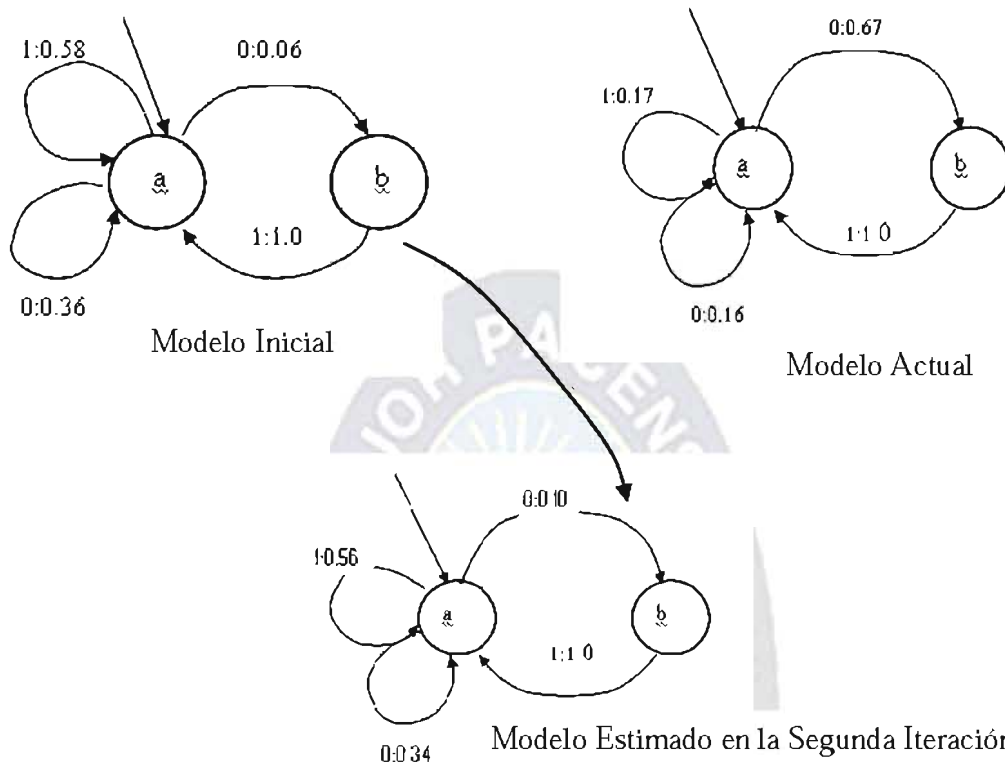 1:0.58
0:0.06
a
b
1:1.0
0:0.36
Modelo Inicial
0:0.67
1:0.17
a
b
1:1 0
0:0.16
Modelo Actual
IOR PACENS
0:0 10
1:0.56
a
b
1:1 0
0:0 34
Modelo Estimado en la Segunda Iteración